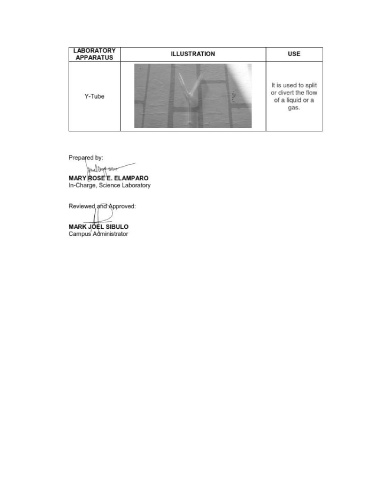 LABORATORY APPARATUS
ILLUSTRATION
USE
Y-Tube
It is used to split
or divert the flow
of a liquid or a
gas.
Prepared by:
MARY ROSE E. ELAMPARO
In-Charge, Science Laboratory
Reviewed and Approved:
MARK JOEL SIBULO
Campus Administrator